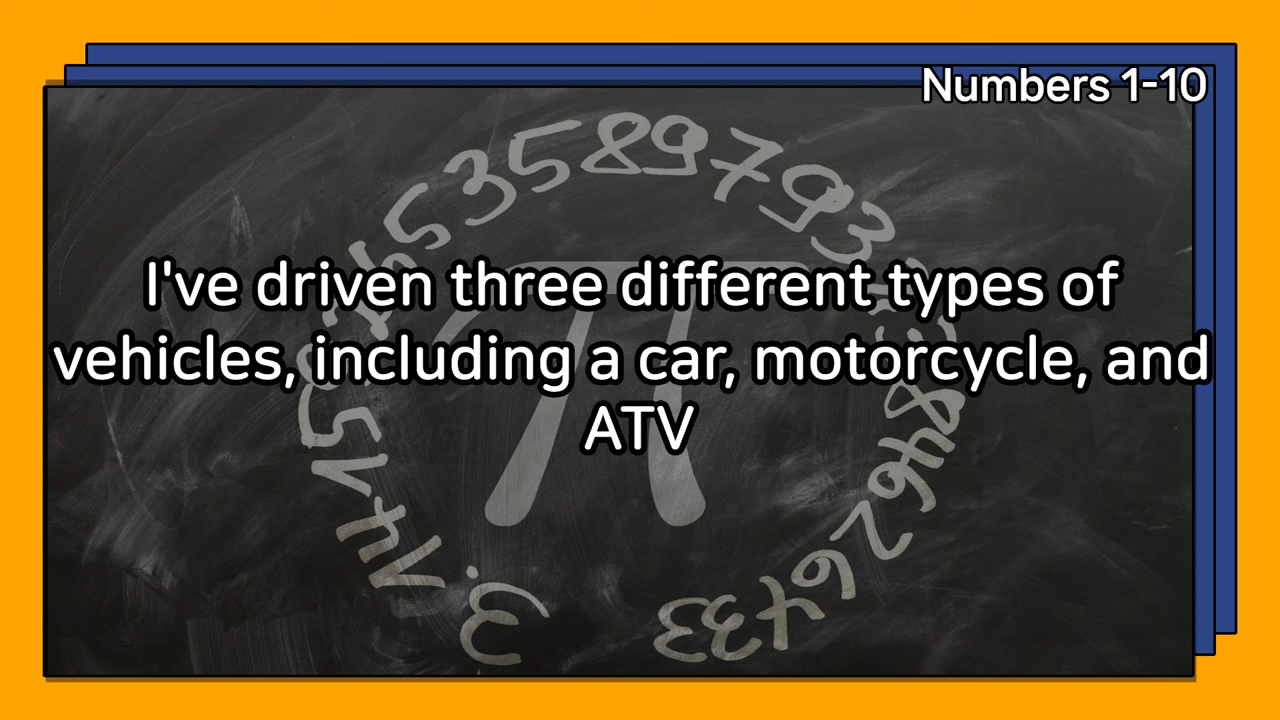 Numbers 1-10
I've driven three different types of
vehicles, including a car, motorcycle, and
ATV